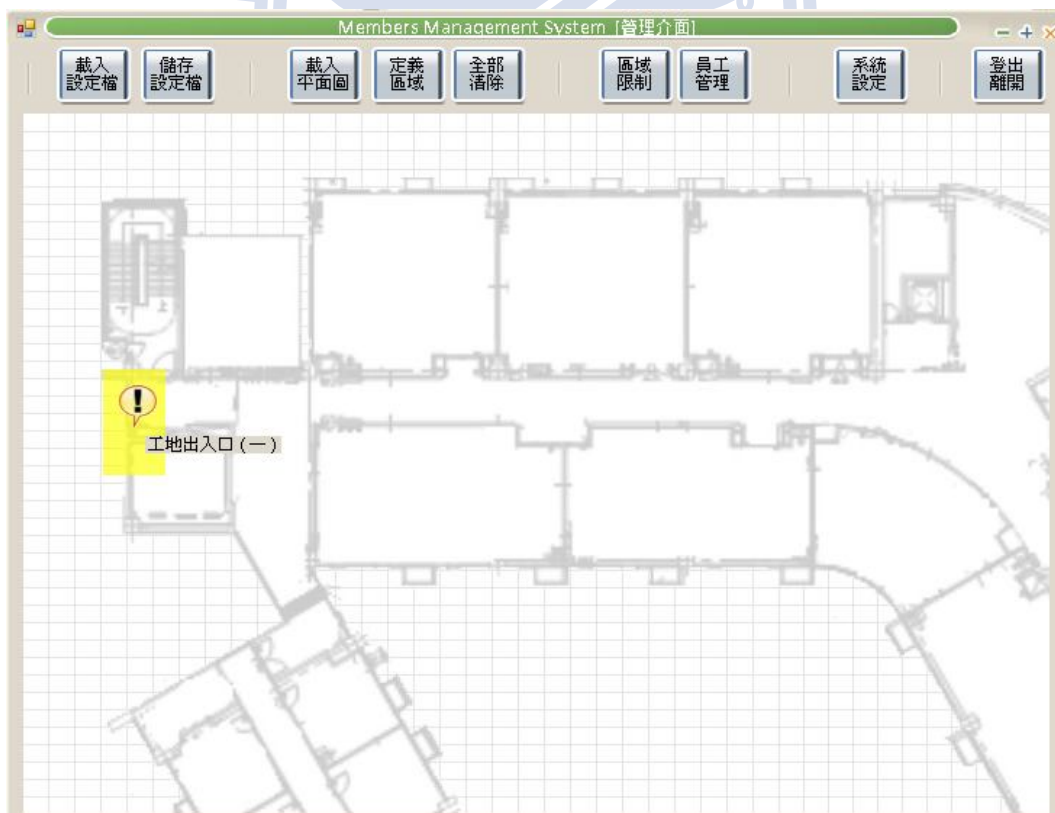 Members Management System [管理介面]
載入
設定檔
儲存
設定檔
載入
平面圖
定義
區域
全部
清除
區域
限制
員工
管理
系統
設定
登出
離開
下 上
工地出入口(一)